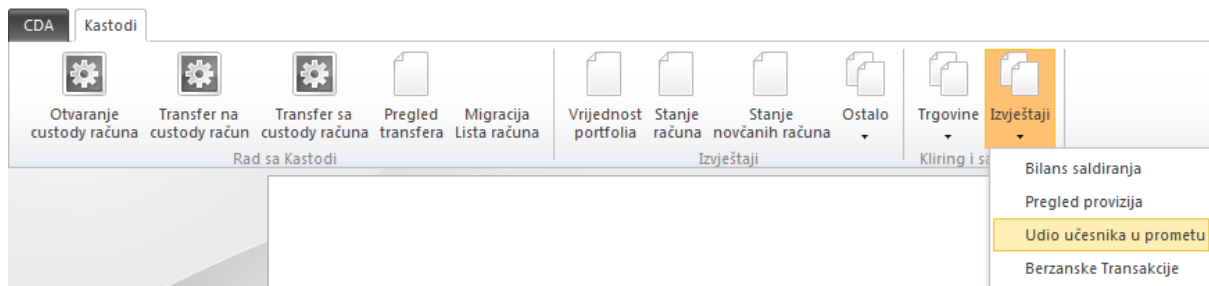 CDA Kastodi
Otvaranje
custody računa
Transfer na
custody račun
Transfer sa
custody računa
Pregled
transfera
Migracija
Lista računa
Rad sa Kastodi
Vrijednost
portfolia
Stanje
računa
Stanje
novčanih računa
Ostalo
Izvještaji
Trgovine
Izvještaji
Kliring i
Bilans saldiranja
Pregled provizija
Udio učesnika u prometu
Berzanske Transakcije